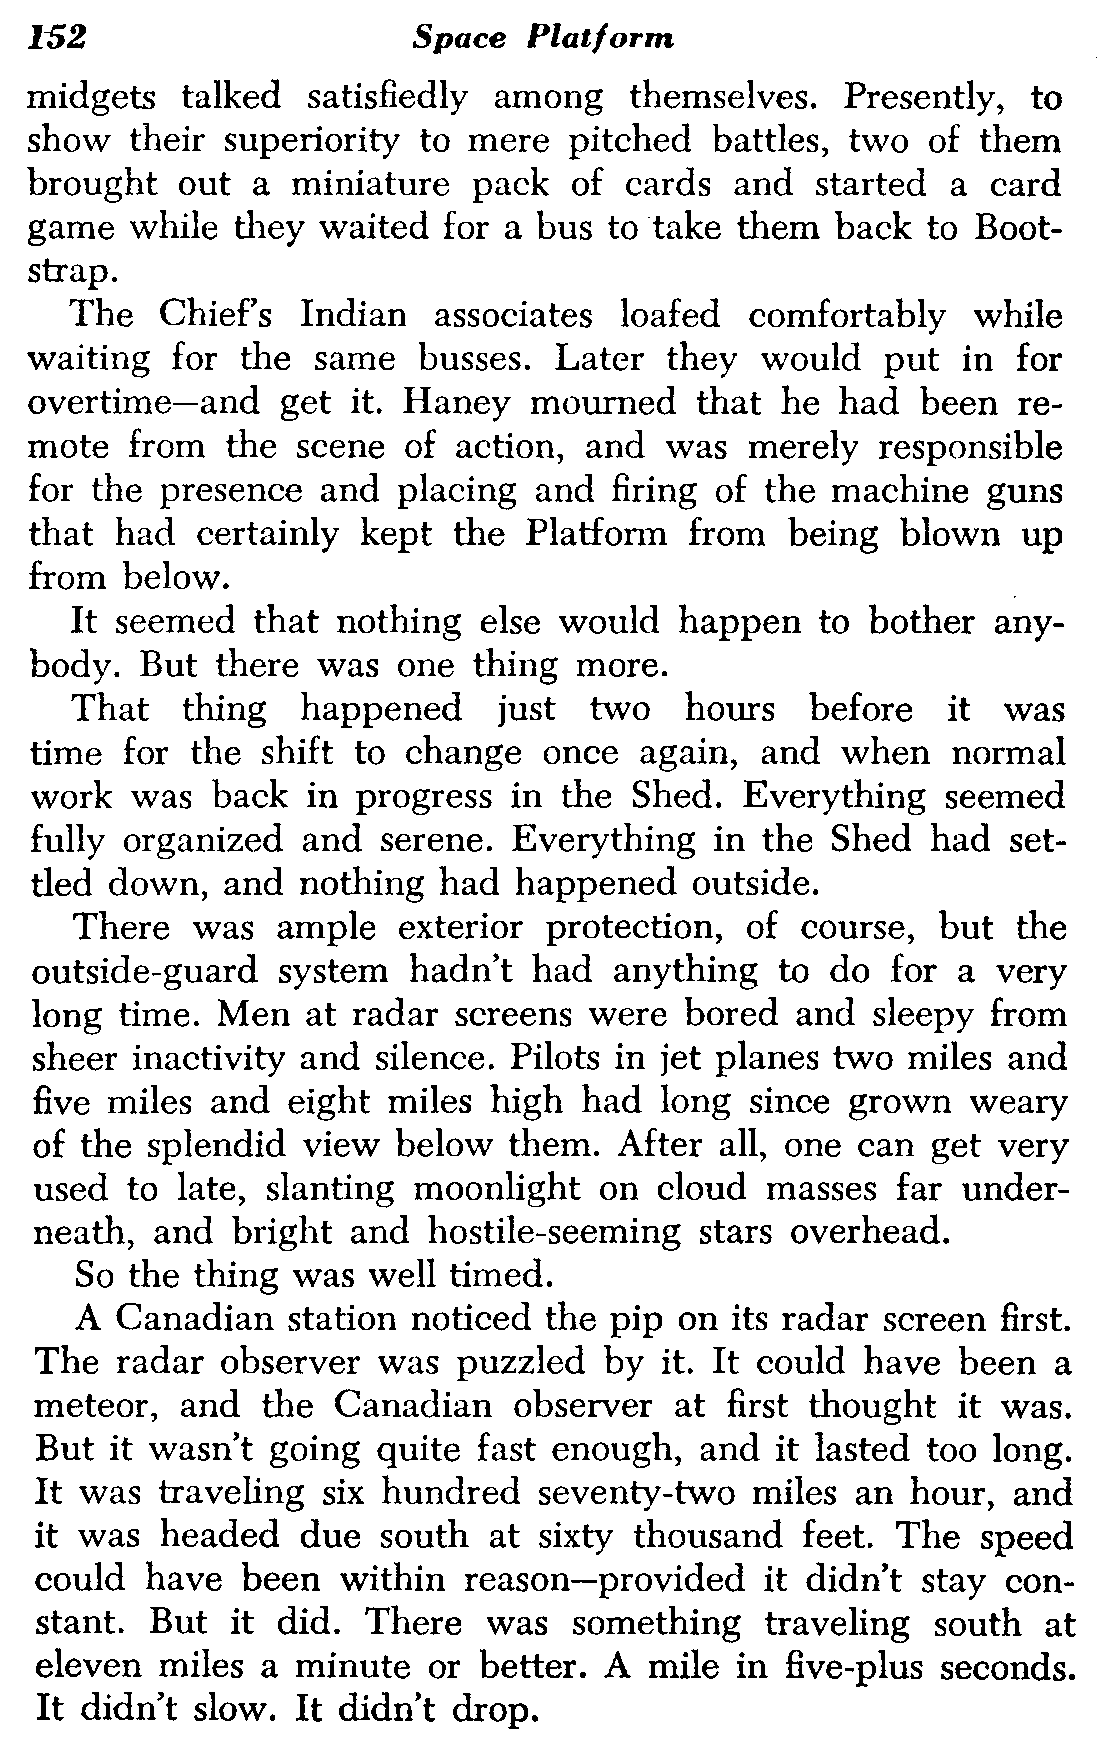 152 Space Platform
midgets talked satisfiedly among themselves. Presently, to
show their superiority to mere pitched battles, two of them
brought out a miniature pack of cards and started a card
game while they waited for a bus to take them back to Boot-
strap.
The Chief's Indian associates loafed comfortably while
waiting for the same busses. Later they would put in for
overtime—and get it. Haney mourned that he had been re-
mote from the scene of action, and was merely responsible
for the presence and placing and firing of the machine guns
that had certainly kept the Platform from being blown up
from below.
It seemed that nothing else would happen to bother any-
body. But there was one thing more.
That thing happened just two hours before it was
time for the shift to change once again, and when normal
work was back in progress in the Shed. Everything seemed
fully organized and serene. Everything in the Shed had set-
tled down, and nothing had happened outside.
There was ample exterior protection, of course, but the
outside-guard system hadn't had anything to do for a very
long time. Men at radar screens were bored and sleepy from
sheer inactivity and silence. Pilots in jet planes two miles and
five miles and eight miles high had long since grown weary
of the splendid view below them. After all, one can get very
used to late, slanting moonlight on cloud masses far under-
neath, and bright and hostile-seeming stars overhead.
So the thing was well timed.
A Canadian station noticed the pip on its radar screen first.
The radar observer was puzzled by it. It could have been a
meteor, and the Canadian observer at first thought it was.
But it wasn't going quite fast enough, and it lasted too long.
It was traveling six hundred seventy-two miles an hour, and
it was headed due south at sixty thousand feet. The speed
could have been within reason—provided it didn't stay con-
stant. But it did. There was something traveling south at
eleven miles a minute or better. A mile in five-plus seconds.
It didn't slow. It didn't drop.